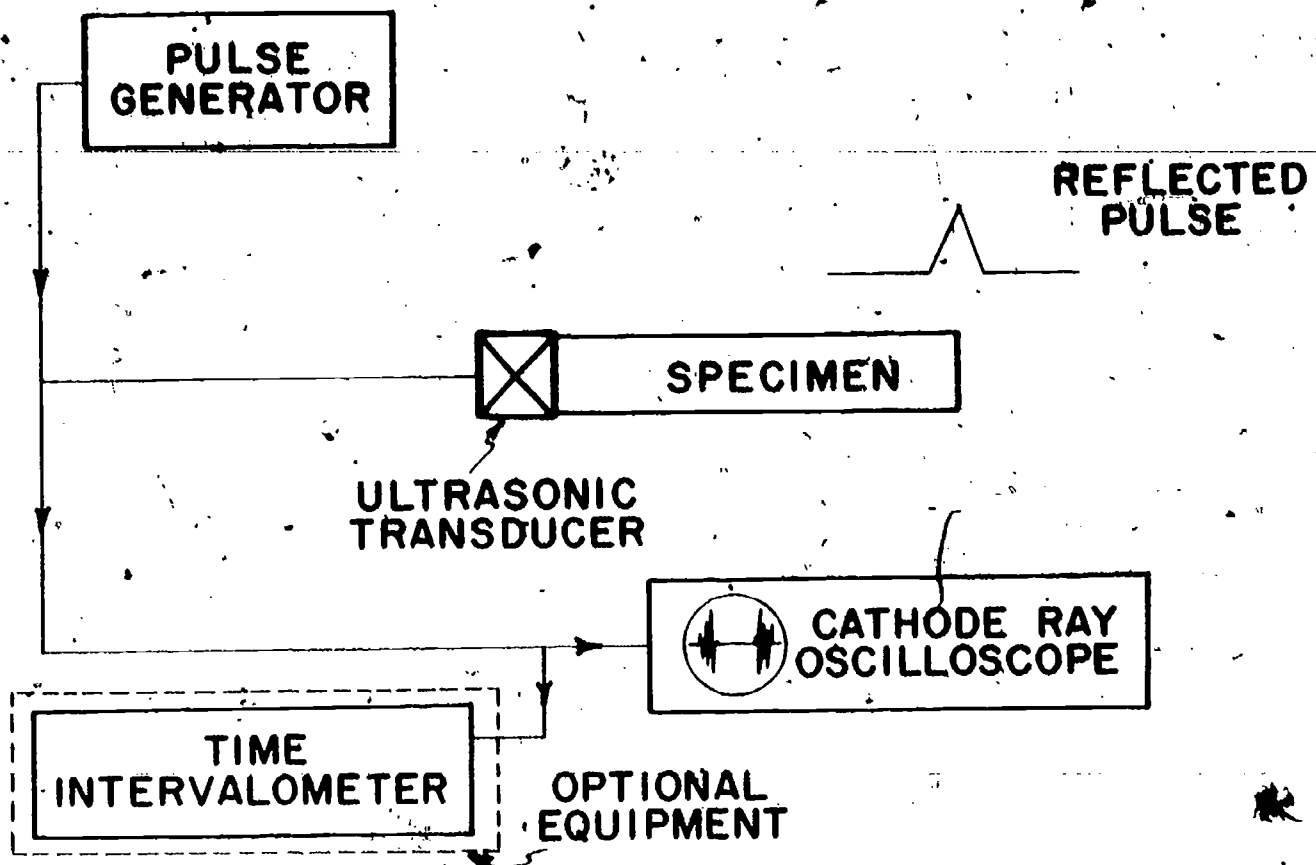 PULSE
GENERATOR
REFLECTED
PULSE
SPECIMEN
ULTRASONIC
TRANSDUCER
CATHODE RAY
OSCILLOSCOPE
TIME
INTERVALOMETER
OPTIONAL
EQUIPMENT